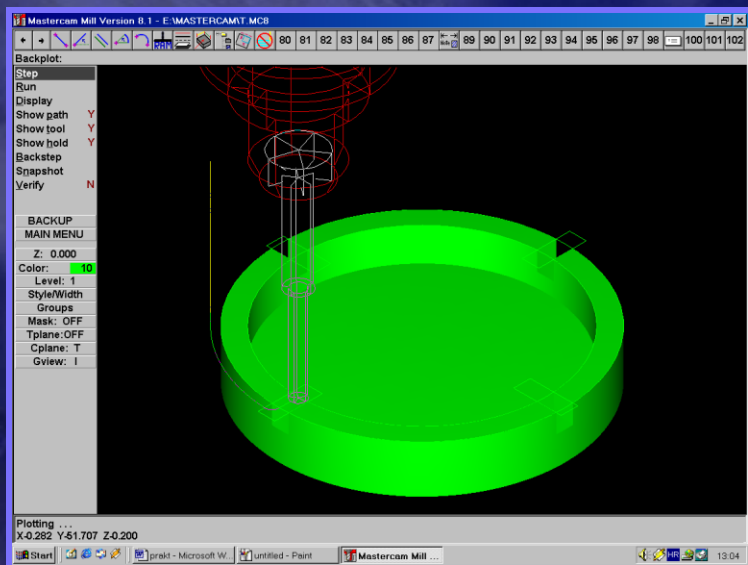 Mastercam Mill Version 8.1 - E:\MASTERCAM\T.MC8
80 81 82 83 84 85 86 87 89 90 91 92 93 94 95 96 97 98 100 101 102
Backplot:
Step
Run
Display
Show path Y
Show tool Y
Show hold Y
Backstep
Snapshot
Verify N
BACKUP
MAIN MENU
Z: 0.000
Color: 10
Level: 1
Style/Width
Groups
Mask: OFF
Tplane:OFF
Cplane: T
Gview: I
Plotting ...
X-0.282 Y-51.707 Z-0.200
Start prakt - Microsoft W... untitled - Paint Mastercam Mill ... HR 13:04